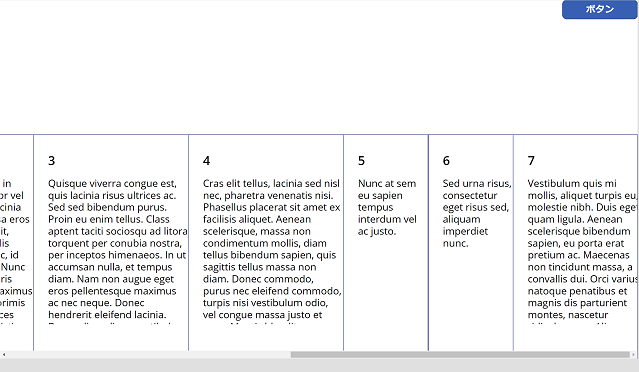 ボタン
in
or vel
cinia
sa eros
it,
lis
c, id
Nunc
ris
maximus
orimis
ces
3
Quisque viverra congue est,
quis lacinia risus ultrices ac.
Sed sed bibendum purus.
Proin eu enim tellus. Class
aptent taciti sociosqu ad litora
torquent per conubia nostra,
per inceptos himenaeos. In ut
accumsan nulla, et tempus
diam. Nam non augue eget
eros pellentesque maximus
ac nec neque. Donec
hendrerit eleifend lacinia.
4
Cras elit tellus, lacinia sed nisl
nec, pharetra venenatis nisi.
Phasellus placerat sit amet ex
facilisis aliquet. Aenean
scelerisque, massa non
condimentum mollis, diam
tellus bibendum sapien, quis
sagittis tellus massa non
diam. Donec commodo,
purus nec eleifend commodo,
turpis nisi vestibulum odio,
vel congue massa justo et
5
Nunc at sem
eu sapien
tempus
interdum vel
ac justo.
6
Sed urna risus,
consectetur
eget risus sed,
aliquam
imperdiet
nunc.
7
Vestibulum quis mi
mollis, aliquet turpis eu,
molestie nibh. Duis ege
quam ligula. Aenean
scelerisque bibendum
sapien, eu porta erat
pretium ac. Maecenas
non tincidunt massa, a
convallis dui. Orci varius
natoque penatibus et
magnis dis parturient
montes, nascetur